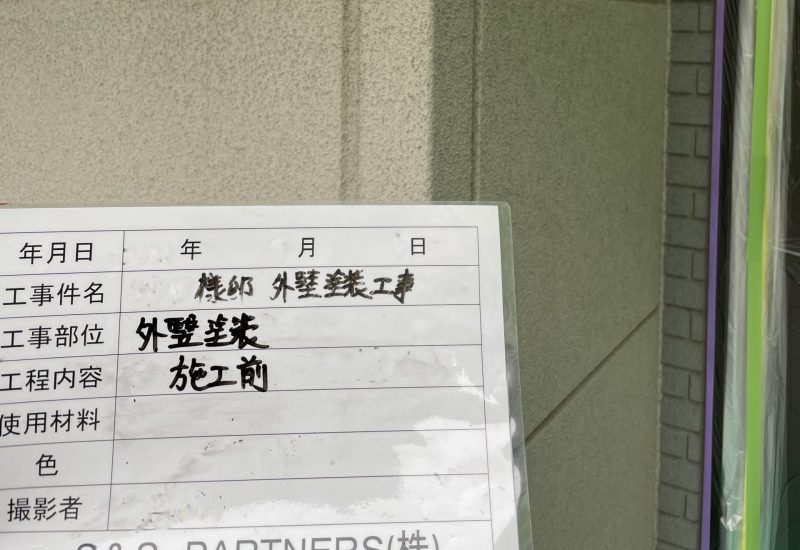 年月日 年 月 日
工事件名 様邸 外壁塗装工事
工事部位 外壁塗装
工程内容 施工前
使用材料
色
撮影者
PARTNERS(株)